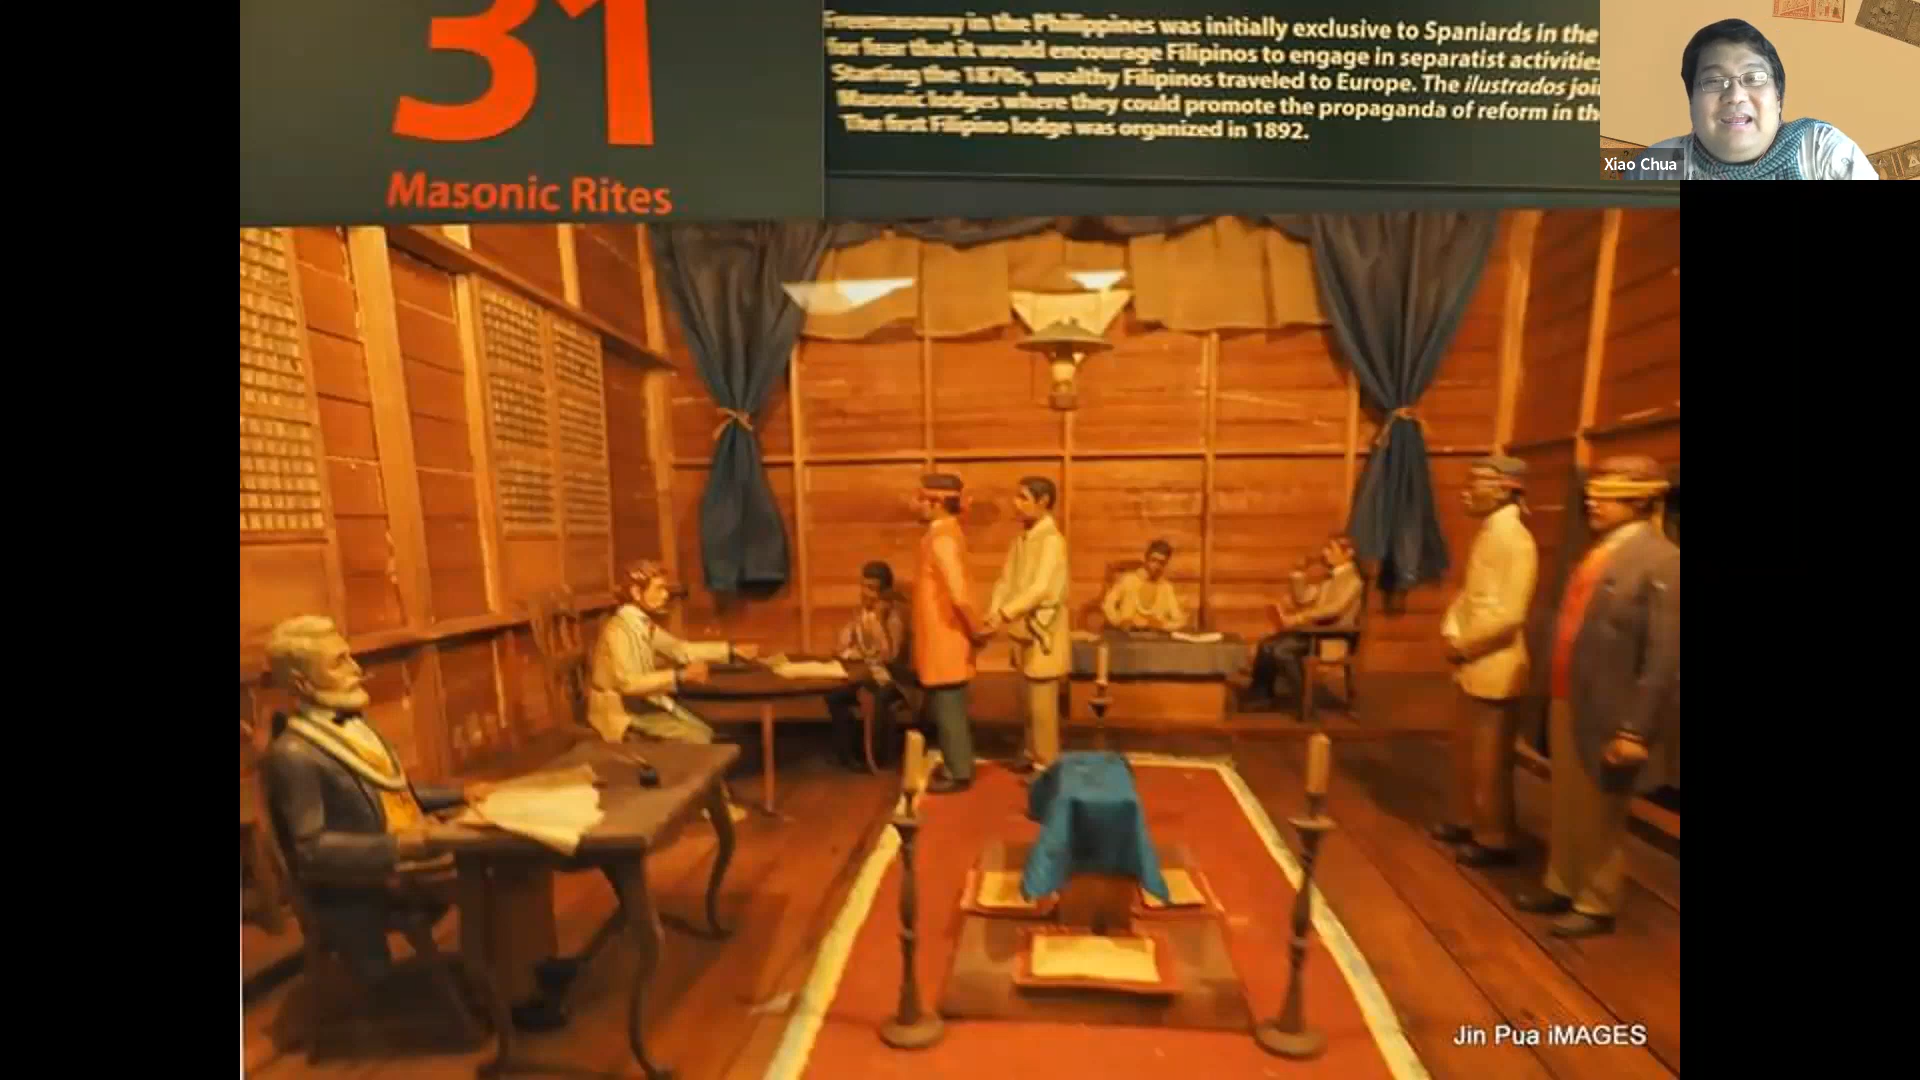 31
Masonic Rites
Freemasonry in the Philippines was initially exclusive to Spaniards in the
for fear that it would encourage Filipinos to engage in separatist activitie
Starting the 1870s, wealthy Filipinos traveled to Europe. The ilustrados joi
Masonic lodges where they could promote the propaganda of reform in th
The first Filipino lodge was organized in 1892.
Xiao Chua
Jin Pua iMAGES